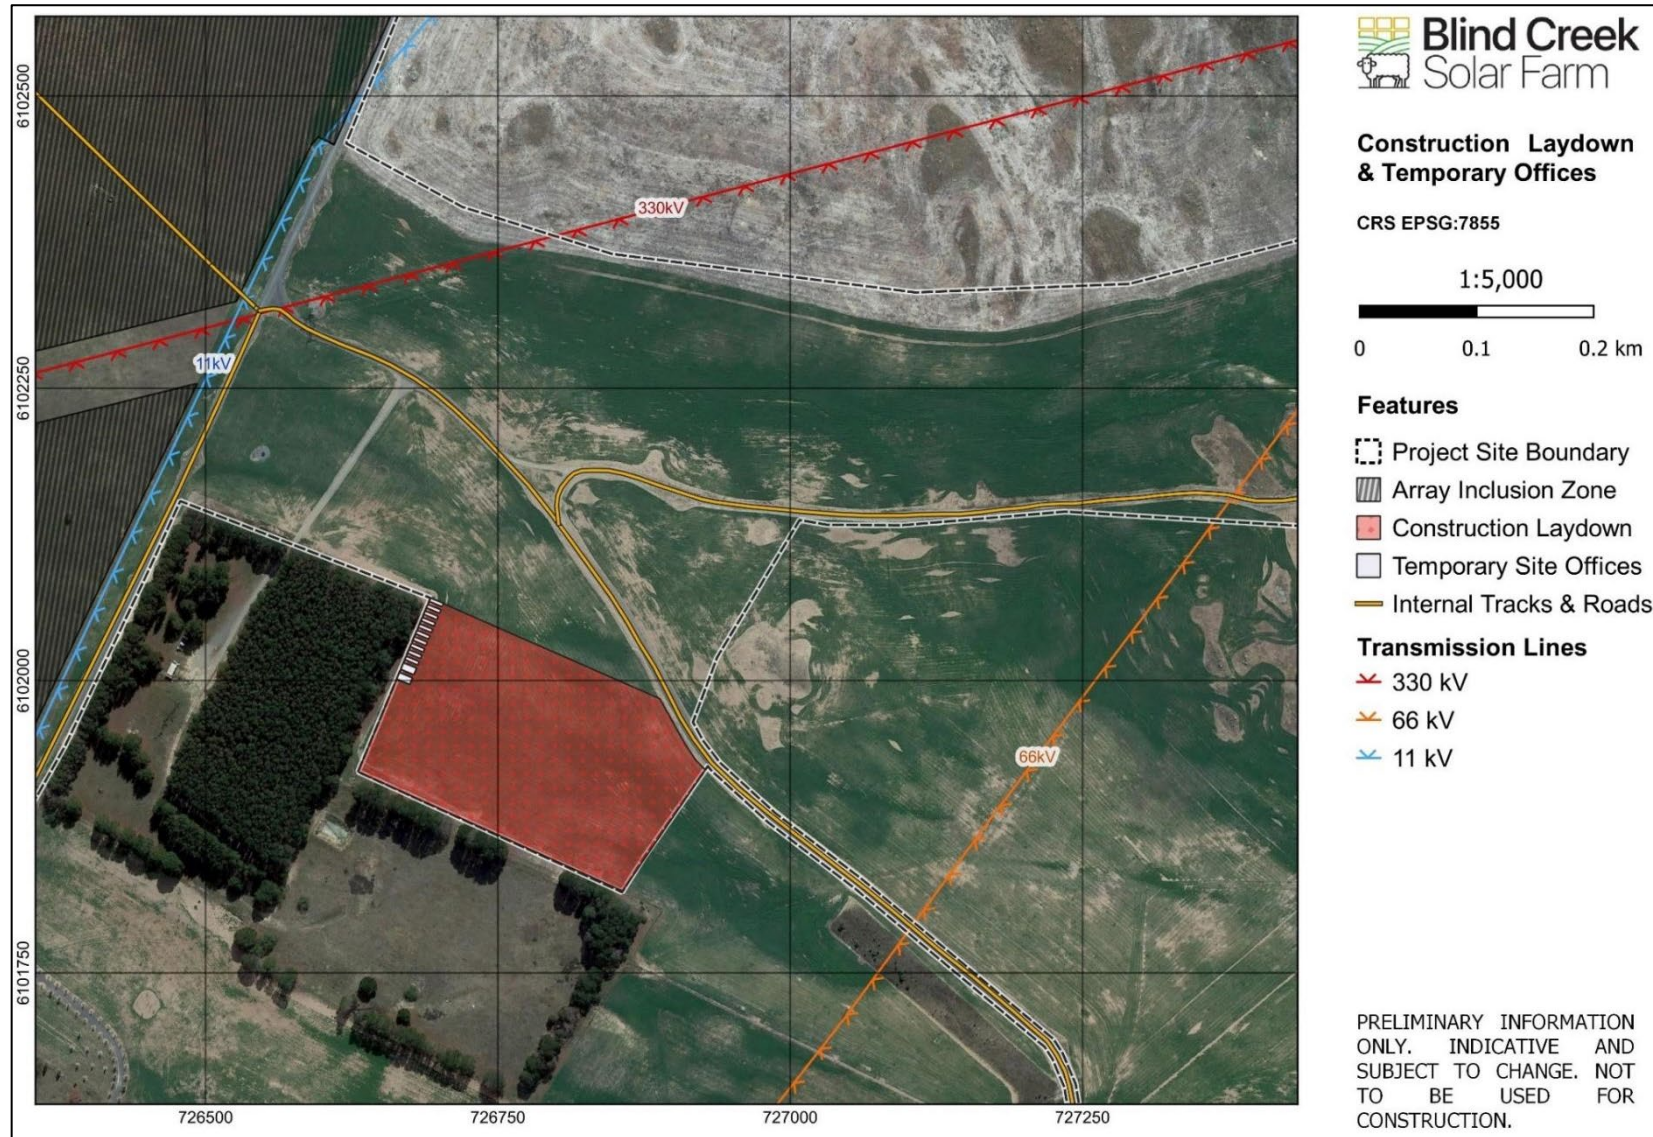 Blind Creek
Solar Farm
Construction Laydown
& Temporary Offices
CRS EPSG:7855
1:5,000
0 0.1 0.2 km
Features
Project Site Boundary
Array Inclusion Zone
Construction Laydown
Temporary Site Offices
Internal Tracks & Roads
Transmission Lines
330 kV
66 kV
11 kV
PRELIMINARY INFORMATION
ONLY. INDICATIVE AND
SUBJECT TO CHANGE. NOT
TO BE USED FOR
CONSTRUCTION.
6102500
6102250
6102000
6101750
330kV
11kV
66kV
726500 726750 727000 727250